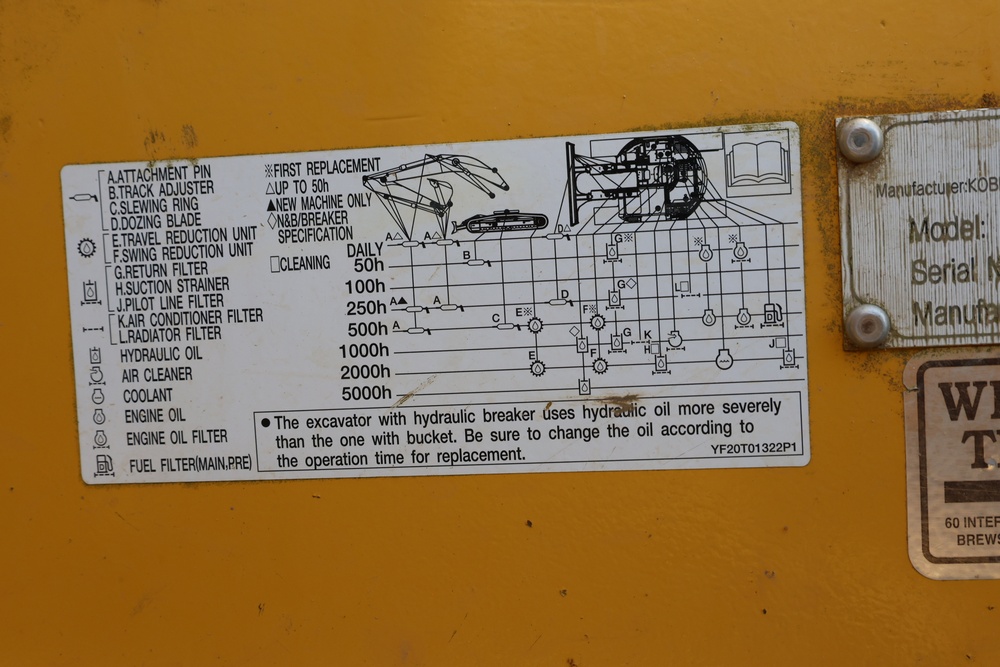 A.ATTACHMENT PIN
B.TRACK ADJUSTER
C.SLEWING RING
D.DOZING BLADE
E.TRAVEL REDUCTION UNIT
F.SWING REDUCTION UNIT
G.RETURN FILTER
H.SUCTION STRAINER
J.PILOT LINE FILTER
K.AIR CONDITIONER FILTER
L.RADIATOR FILTER
HYDRAULIC OIL
AIR CLEANER
COOLANT
ENGINE OIL
ENGINE OIL FILTER
FUEL FILTER(MAIN,PRE)
※FIRST REPLACEMENT
△UP TO 50h
▲NEW MACHINE ONLY
◇N&B/BREAKER
SPECIFICATION
□CLEANING
DAILY A△ A△ D△
50h B G※ ※ ※
100h G◇ L□
250h A▲ A D
500h A C E※ F※
1000h ◇ G K H□ J□
2000h E F
5000h
● The excavator with hydraulic breaker uses hydraulic oil more severely
than the one with bucket. Be sure to change the oil according to
the operation time for replacement.
YF20T01322P1
Manufacturer:KOBE
Model:
Serial N
Manufa
WE
T
60 INTER
BREWS